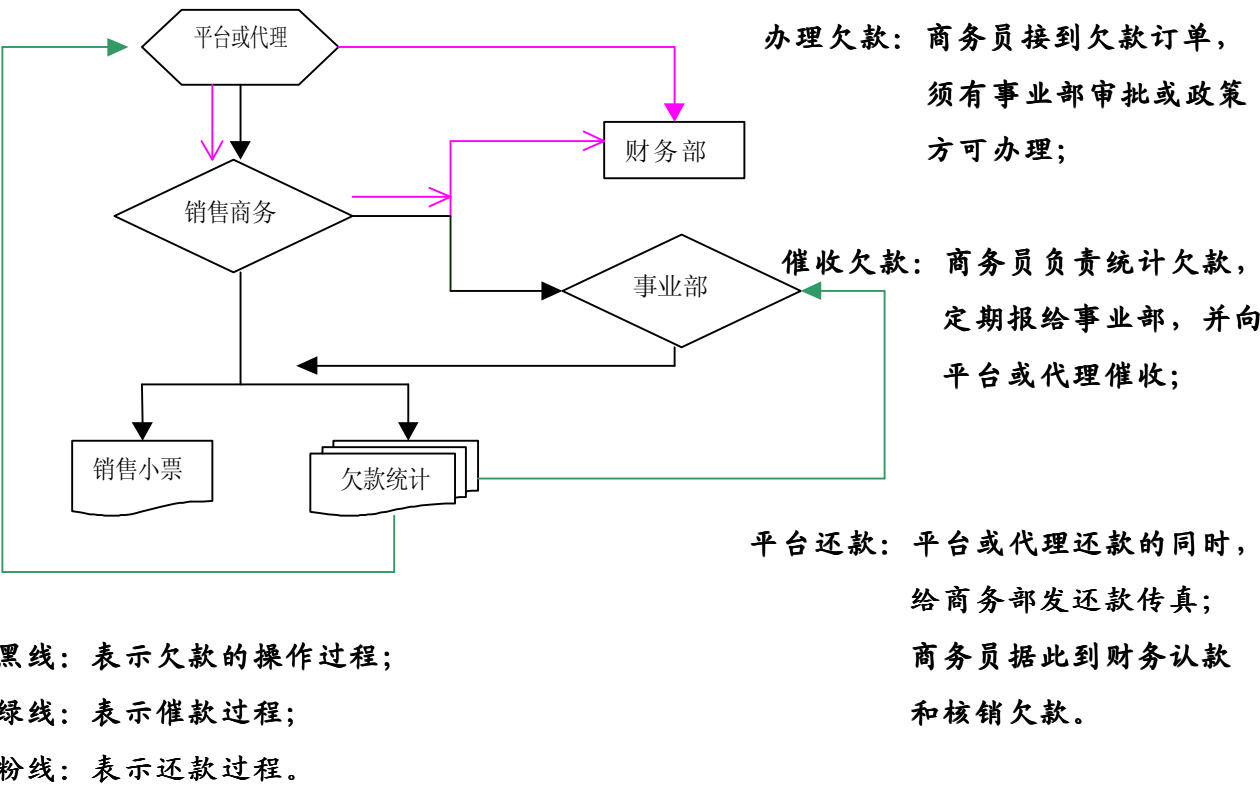 平台或代理
财务部
销售商务
事业部
销售小票
欠款统计
办理欠款：商务员接到欠款订单，
须有事业部审批或政策
方可办理；
催收欠款：商务员负责统计欠款，
定期报给事业部，并向
平台或代理催收；
平台还款：平台或代理还款的同时，
给商务部发还款传真；
商务员据此到财务认款
和核销欠款。
黑线：表示欠款的操作过程；
绿线：表示催款过程；
粉线：表示还款过程。